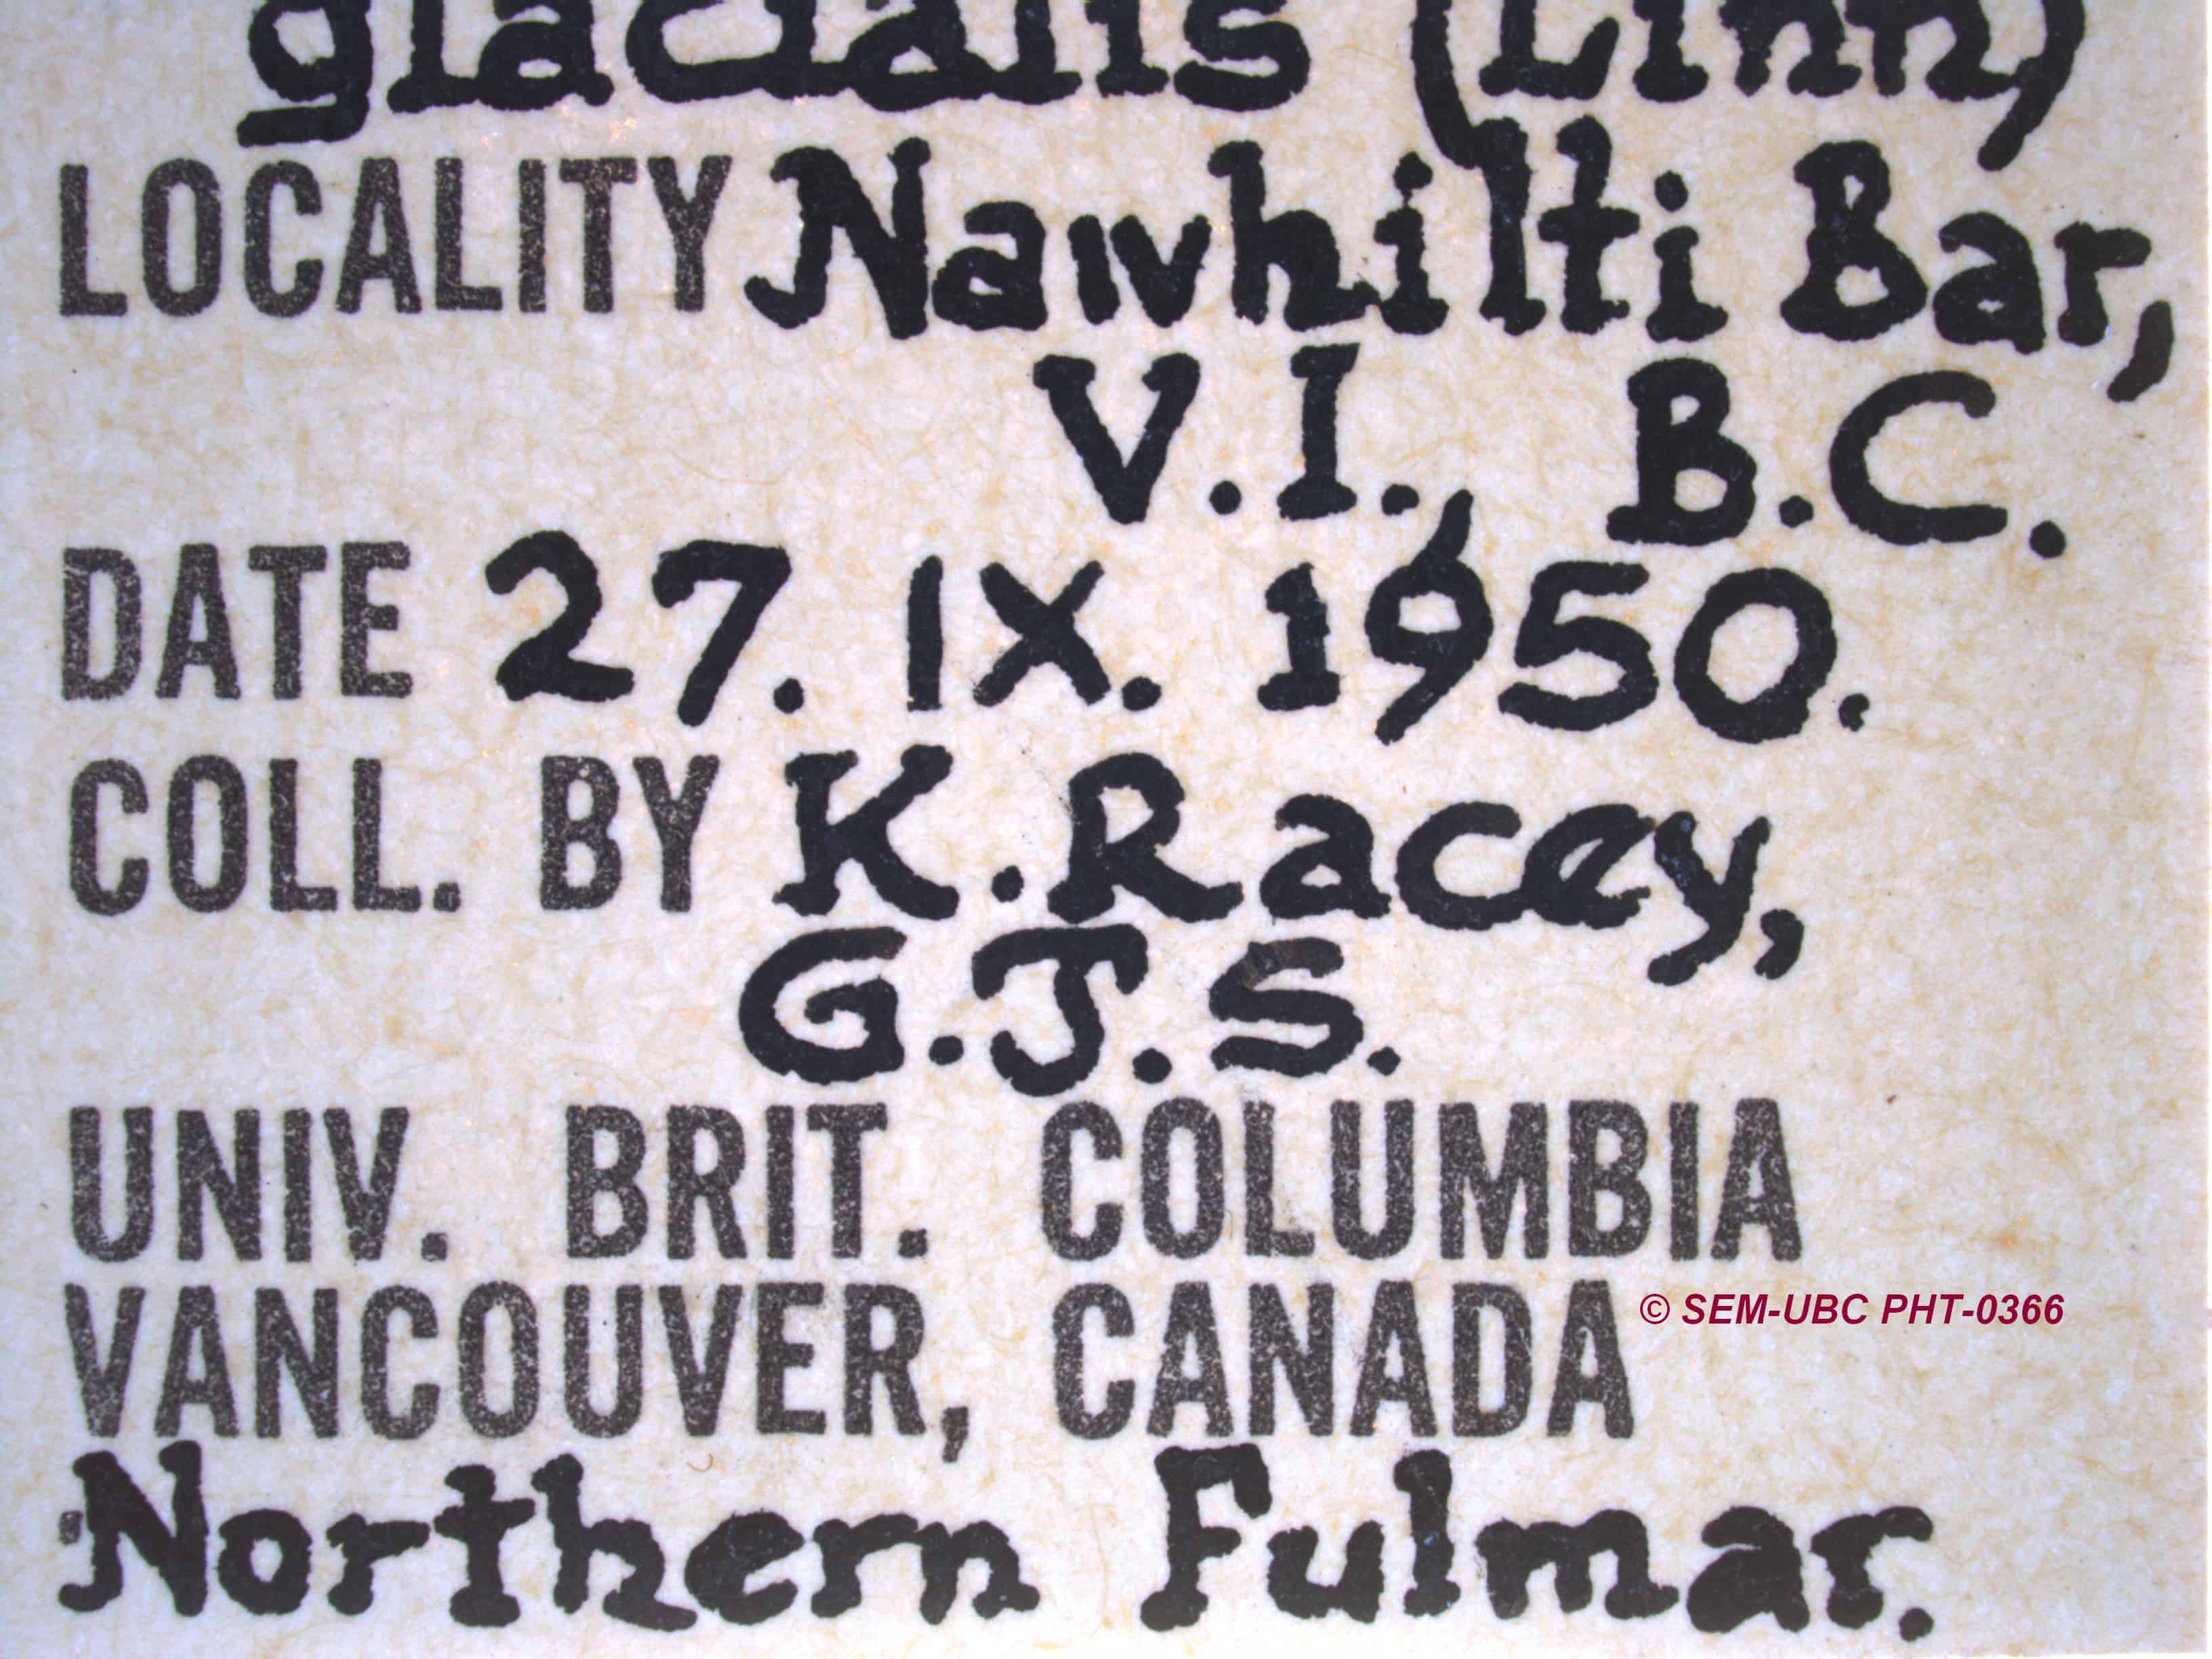 glacialis (Linn)
LOCALITY Nawhilti Bar,
V.I., B.C.
DATE 27. IX. 1950.
COLL. BY K. Racey,
G.J.S.
UNIV. BRIT. COLUMBIA
VANCOUVER, CANADA
© SEM-UBC PHT-0366
Northern Fulmar.